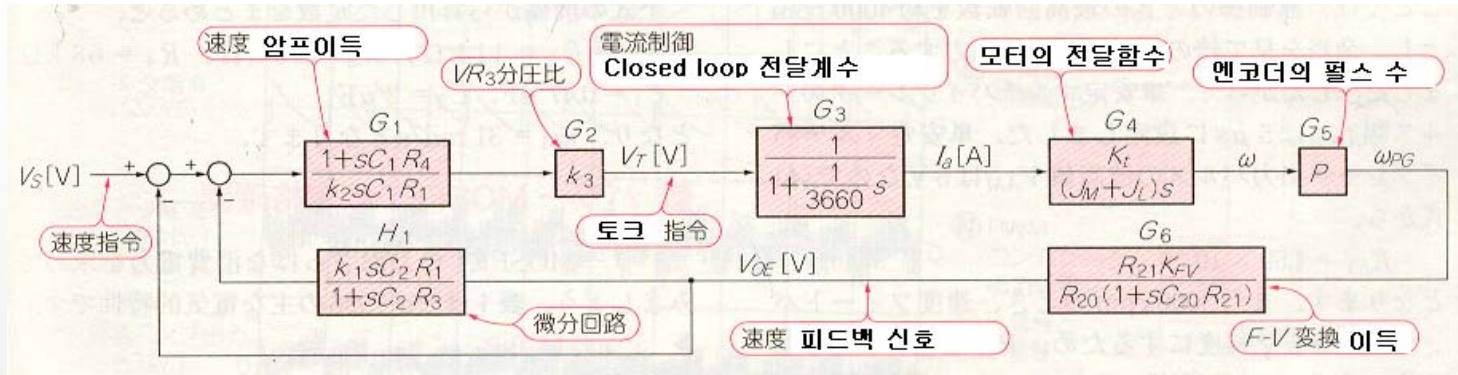 速度 암프이득
VR3分圧比
電流制御
Closed loop 전달계수
모터의 전달함수
엔코더의 펄스 수
G1
G2
G3
G4
G5
VS[V]
+
−
+
−
1+sC1R4
k2sC1R1
k3
VT[V]
1
1+1/3660 s
Ia[A]
Kt
(JM+JL)s
ω
P
ωPG
速度指令
토크 指令
H1
k1sC2R1
1+sC2R3
VOE[V]
G6
R21KFV
R20(1+sC20R21)
微分回路
速度 피드백 신호
F-V変換 이득